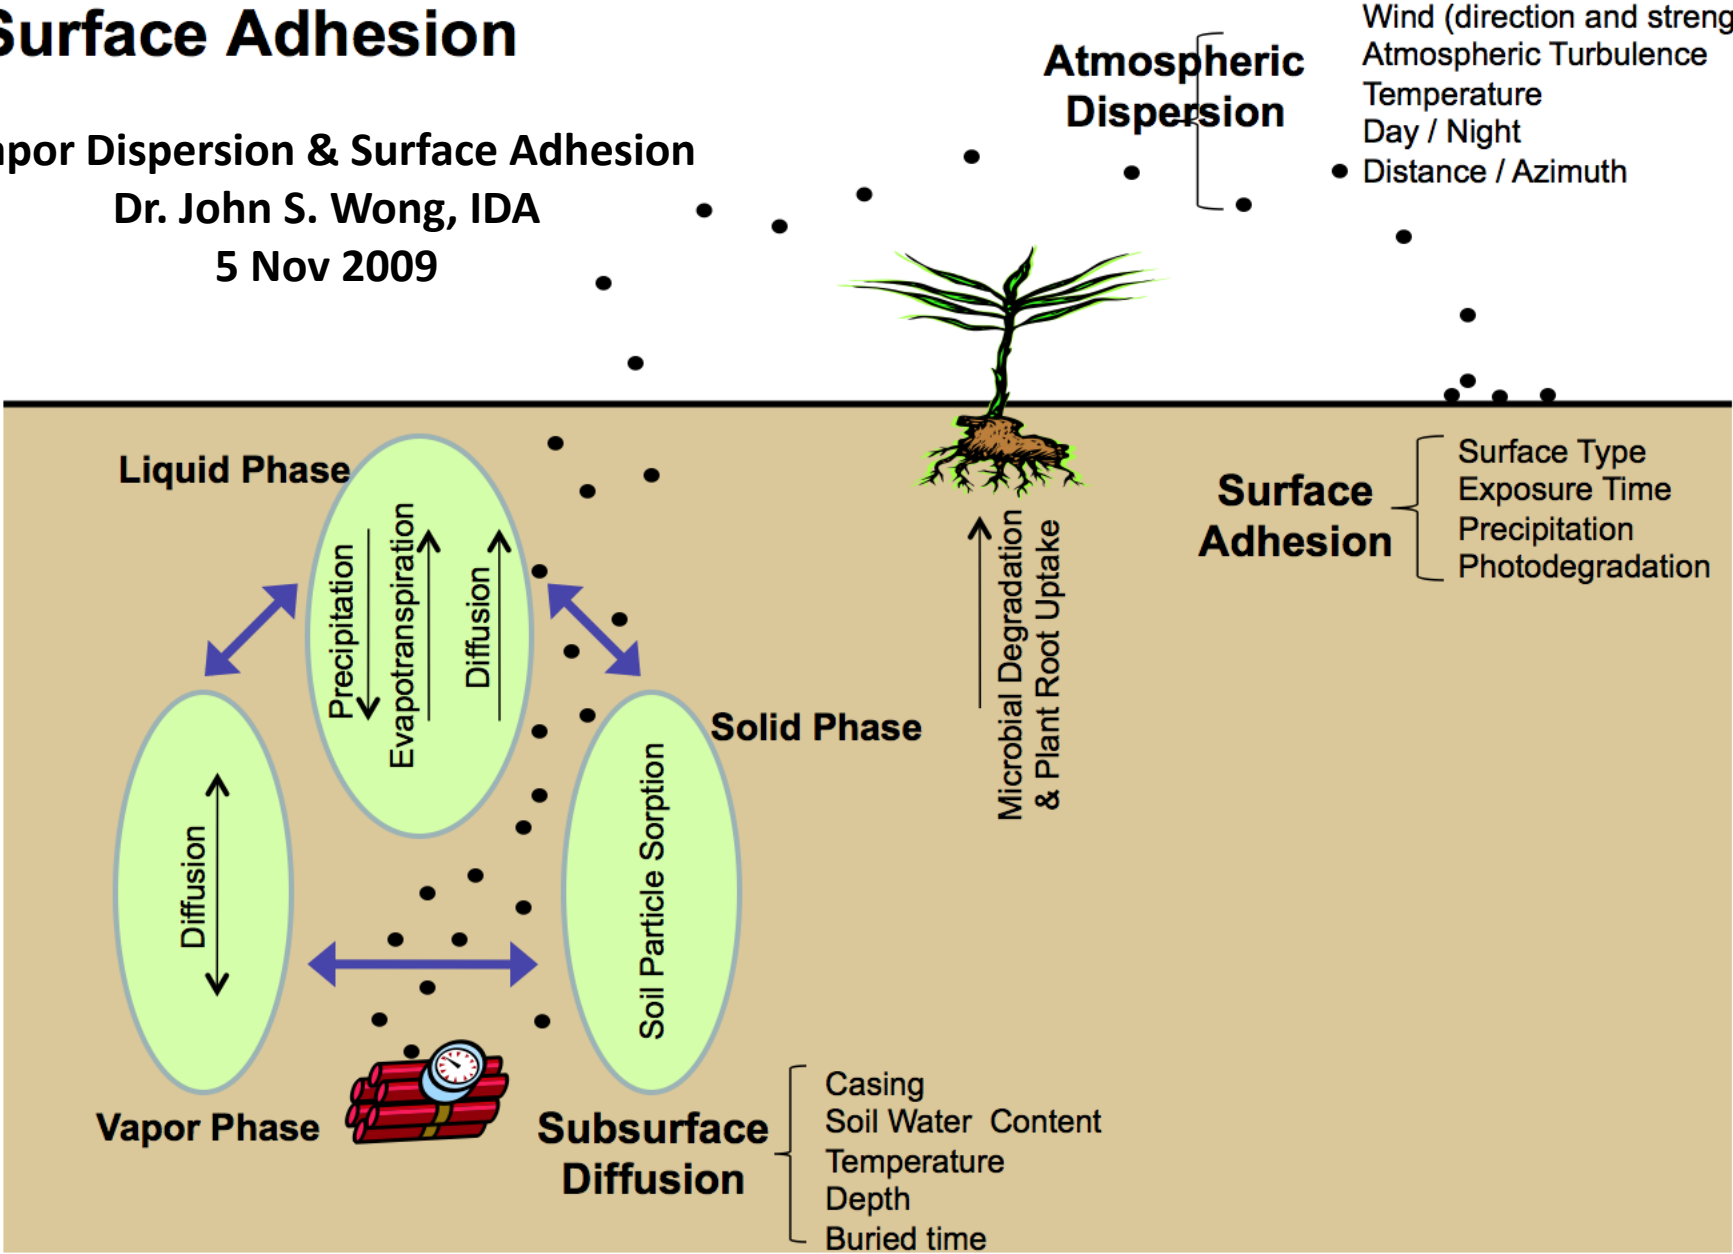 Surface Adhesion
Vapor Dispersion & Surface Adhesion
Dr. John S. Wong, IDA
5 Nov 2009
Atmospheric
Dispersion
Wind (direction and streng
Atmospheric Turbulence
Temperature
Day / Night
Distance / Azimuth
Liquid Phase
Precipitation
Evapotranspiration
Diffusion
Surface
Adhesion
Surface Type
Exposure Time
Precipitation
Photodegradation
Microbial Degradation
& Plant Root Uptake
Solid Phase
Soil Particle Sorption
Diffusion
Vapor Phase
Subsurface
Diffusion
Casing
Soil Water Content
Temperature
Depth
Buried time